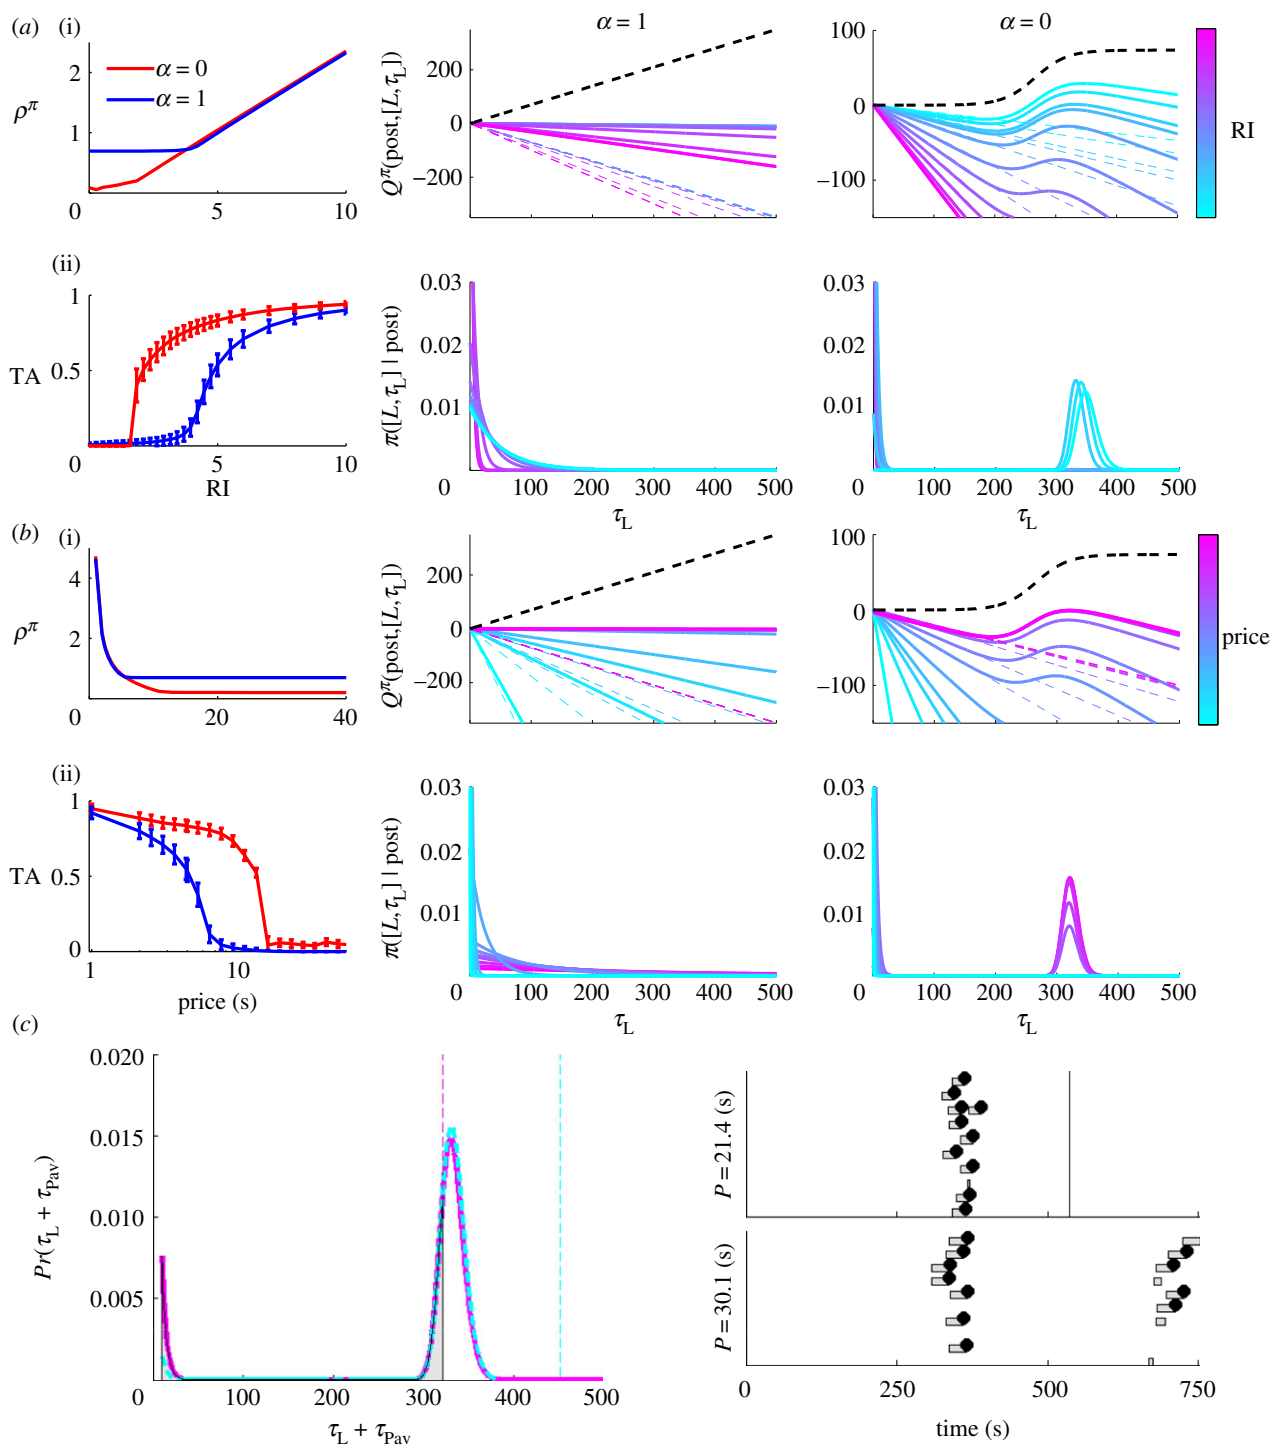 (a) (i)
α = 1
α = 0
ρ^π
2
1
0
5
10
α = 0
α = 1
Q^π(post,[L,τ_L])
200
0
−200
100
0
−100
RI
(ii)
TA
1
0.5
0
5
10
RI
π([L,τ_L] | post)
0.03
0.02
0.01
0 100 200 300 400 500
τ_L
0.03
0.02
0.01
0 100 200 300 400 500
τ_L
(b) (i)
ρ^π
4
2
0
20
40
Q^π(post,[L,τ_L])
200
0
−200
100
0
−100
price
(ii)
TA
1
0.5
0
1
10
price (s)
π([L,τ_L] | post)
0.03
0.02
0.01
0 100 200 300 400 500
τ_L
0.03
0.02
0.01
0 100 200 300 400 500
τ_L
(c)
Pr(τ_L + τ_Pav)
0.020
0.015
0.010
0.005
0 100 200 300 400 500
τ_L + τ_Pav
P = 21.4 (s)
P = 30.1 (s)
0 250 500 750
time (s)